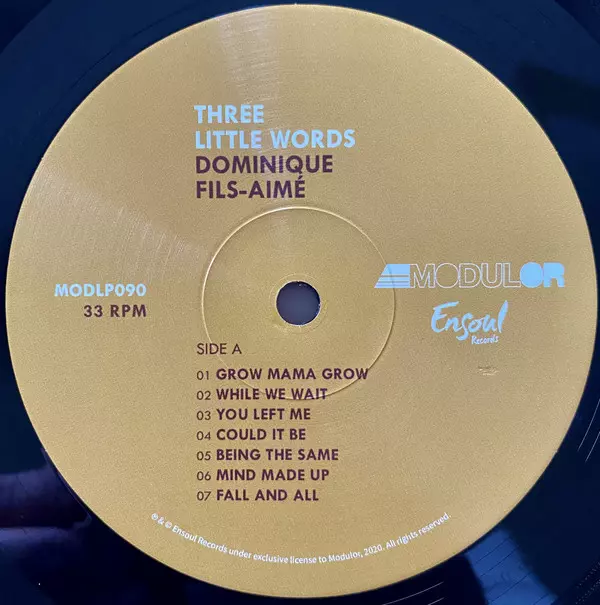 THREE
LITTLE WORDS
DOMINIQUE
FILS-AIMÉ
MODLP090
33 RPM
MODULOR
Ensoul
Records
SIDE A
01 GROW MAMA GROW
02 WHILE WE WAIT
03 YOU LEFT ME
04 COULD IT BE
05 BEING THE SAME
06 MIND MADE UP
07 FALL AND ALL
℗ & © Ensoul Records under exclusive license to Modulor, 2020. All rights reserved.